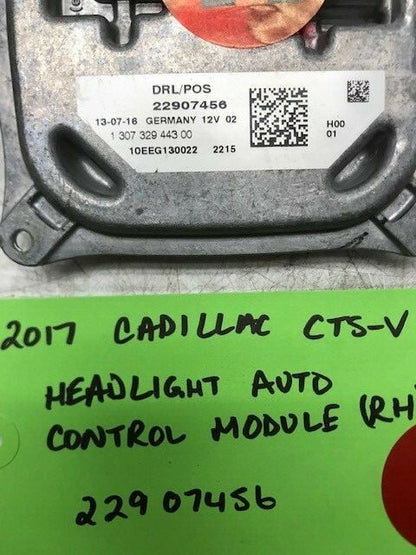 DRL/POS
22907456
13-07-16 GERMANY 12V 02
1 307 329 443 00
10EEG130022 2215
H00
01
2017 CADILLAC CTS-V
HEADLIGHT AUTO
CONTROL MODULE (RH
22907456